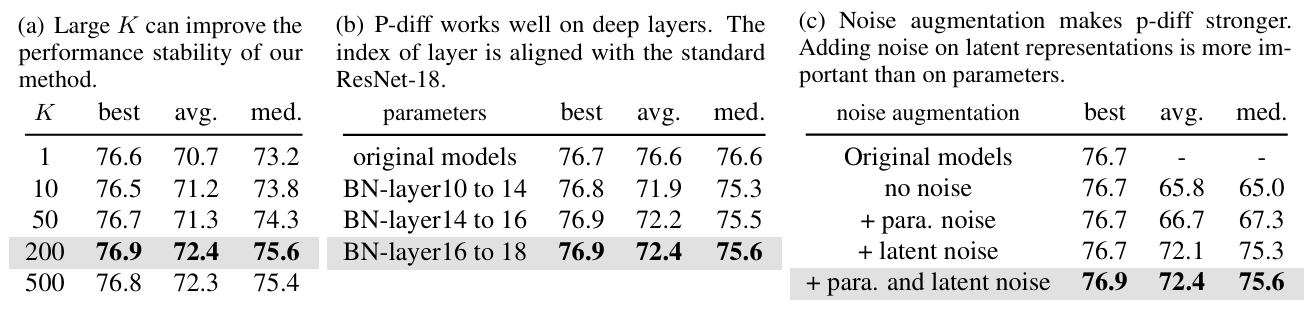 (a) Large K can improve the
performance stability of our
method.
K best avg. med.
1 76.6 70.7 73.2
10 76.5 71.2 73.8
50 76.7 71.3 74.3
200 76.9 72.4 75.6
500 76.8 72.3 75.4
(b) P-diff works well on deep layers. The
index of layer is aligned with the standard
ResNet-18.
parameters best avg. med.
original models 76.7 76.6 76.6
BN-layer10 to 14 76.8 71.9 75.3
BN-layer14 to 16 76.9 72.2 75.5
BN-layer16 to 18 76.9 72.4 75.6
(c) Noise augmentation makes p-diff stronger.
Adding noise on latent representations is more im-
portant than on parameters.
noise augmentation best avg. med.
Original models 76.7 - -
no noise 76.7 65.8 65.0
+ para. noise 76.7 66.7 67.3
+ latent noise 76.7 72.1 75.3
+ para. and latent noise 76.9 72.4 75.6